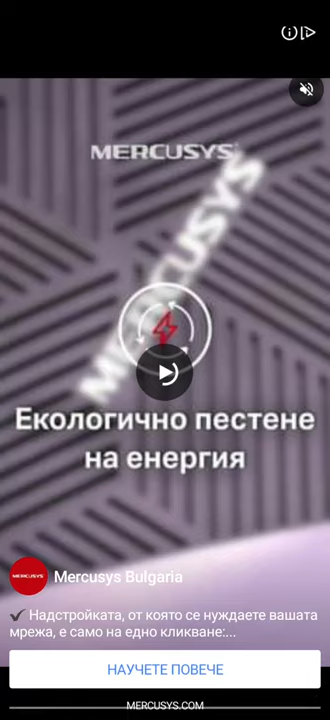 MERCUSYS
MERCUSYS
Екологично пестене
на енергия
MERCUSYS
Mercusys Bulgaria
✔Надстройката, от която се нуждаете вашата
мрежа, е само на едно кликване:...
НАУЧЕТЕ ПОВЕЧЕ
MERCUSYS.COM